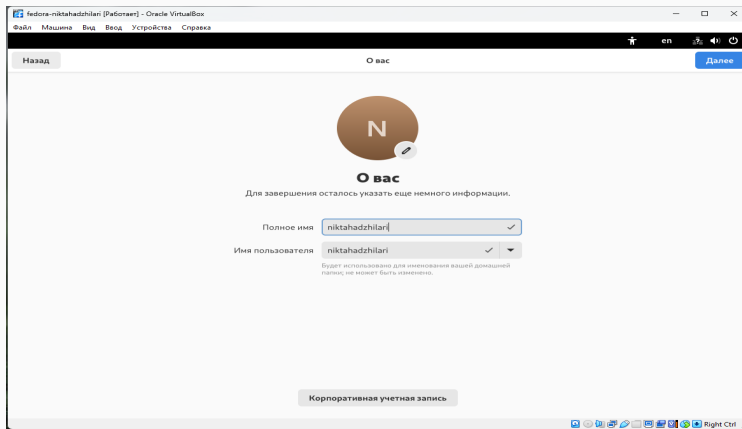 fedora-niktahadzhilari [Работает] - Oracle VirtualBox
Файл Машина Вид Ввод Устройства Справка
en
Назад
О вас
Далее
N
О вас
Для завершения осталось указать еще немного информации.
Полное имя niktahadzhilari
Имя пользователя niktahadzhilari
Будет использовано для именования вашей домашней
папки; не может быть изменено.
Корпоративная учетная запись
Right Ctrl